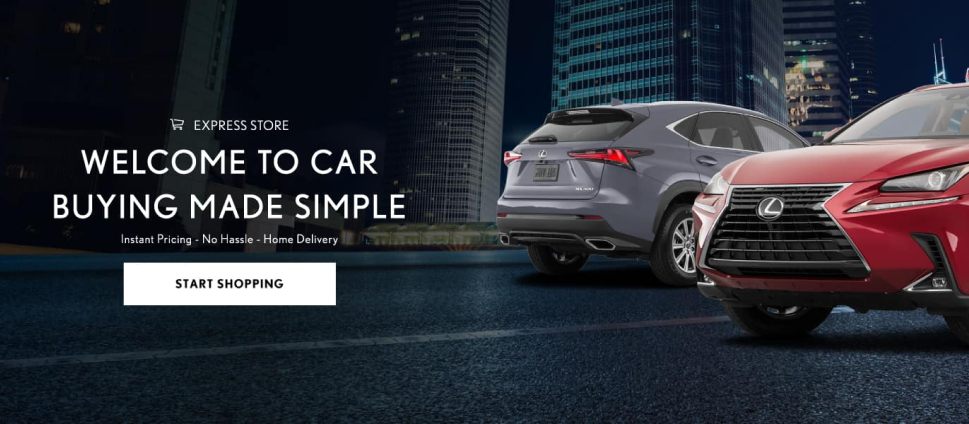 EXPRESS STORE
WELCOME TO CAR
BUYING MADE SIMPLE
Instant Pricing - No Hassle - Home Delivery
START SHOPPING